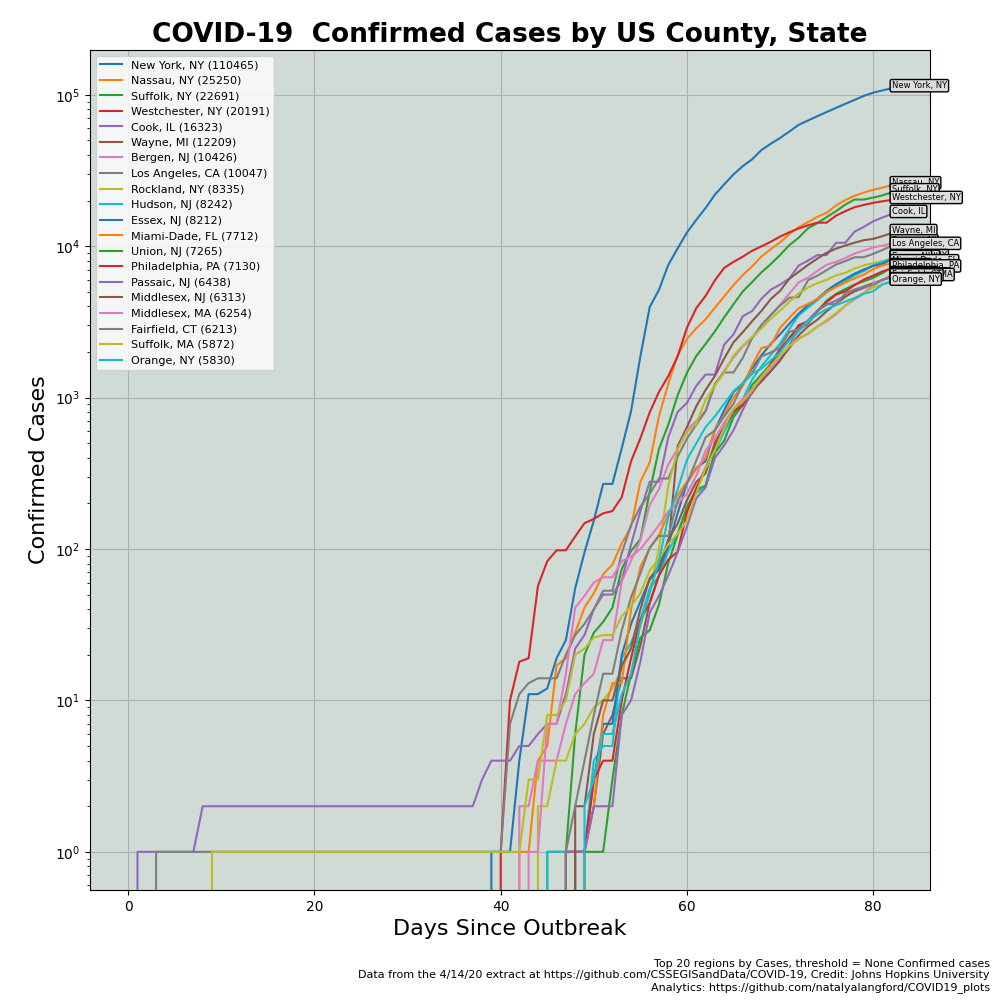 COVID-19  Confirmed Cases by US County, State
New York, NY (110465)
Nassau, NY (25250)
Suffolk, NY (22691)
Westchester, NY (20191)
Cook, IL (16323)
Wayne, MI (12209)
Bergen, NJ (10426)
Los Angeles, CA (10047)
Rockland, NY (8335)
Hudson, NJ (8242)
Essex, NJ (8212)
Miami-Dade, FL (7712)
Union, NJ (7265)
Philadelphia, PA (7130)
Passaic, NJ (6438)
Middlesex, NJ (6313)
Middlesex, MA (6254)
Fairfield, CT (6213)
Suffolk, MA (5872)
Orange, NY (5830)
New York, NY
Nassau, NY
Suffolk, NY
Westchester, NY
Cook, IL
Wayne, MI
Los Angeles, CA
Philadelphia, PA
Orange, NY
10^5
10^4
10^3
10^2
10^1
10^0
Confirmed Cases
0 20 40 60 80
Days Since Outbreak
Top 20 regions by Cases, threshold = None Confirmed cases
Data from the 4/14/20 extract at https://github.com/CSSEGISandData/COVID-19, Credit: Johns Hopkins University
Analytics: https://github.com/natalyalangford/COVID19_plots